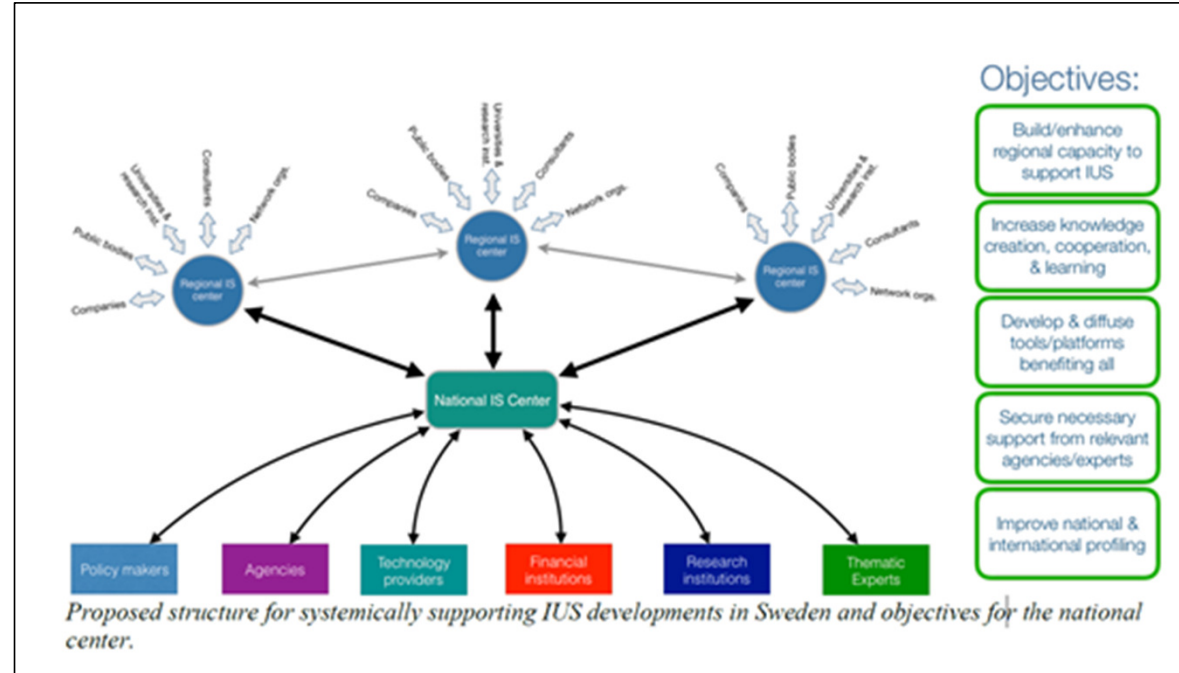 Objectives:
Build/enhance
regional capacity to
support IUS
Increase knowledge
creation, cooperation,
& learning
Develop & diffuse
tools/platforms
benefiting all
Secure necessary
support from relevant
agencies/experts
Improve national &
international profiling
Companies
Public bodies
Universities &
research inst.
Consultants
Network orgs.
Regional IS
center
Companies
Public bodies
Universities &
research inst.
Consultants
Network orgs.
Regional IS
center
Companies
Public bodies
Universities &
research inst.
Consultants
Network orgs.
Regional IS
center
National IS Center
Policy makers
Agencies
Technology
providers
Financial
institutions
Research
institutions
Thematic
Experts
Proposed structure for systemically supporting IUS developments in Sweden and objectives for the national
center.